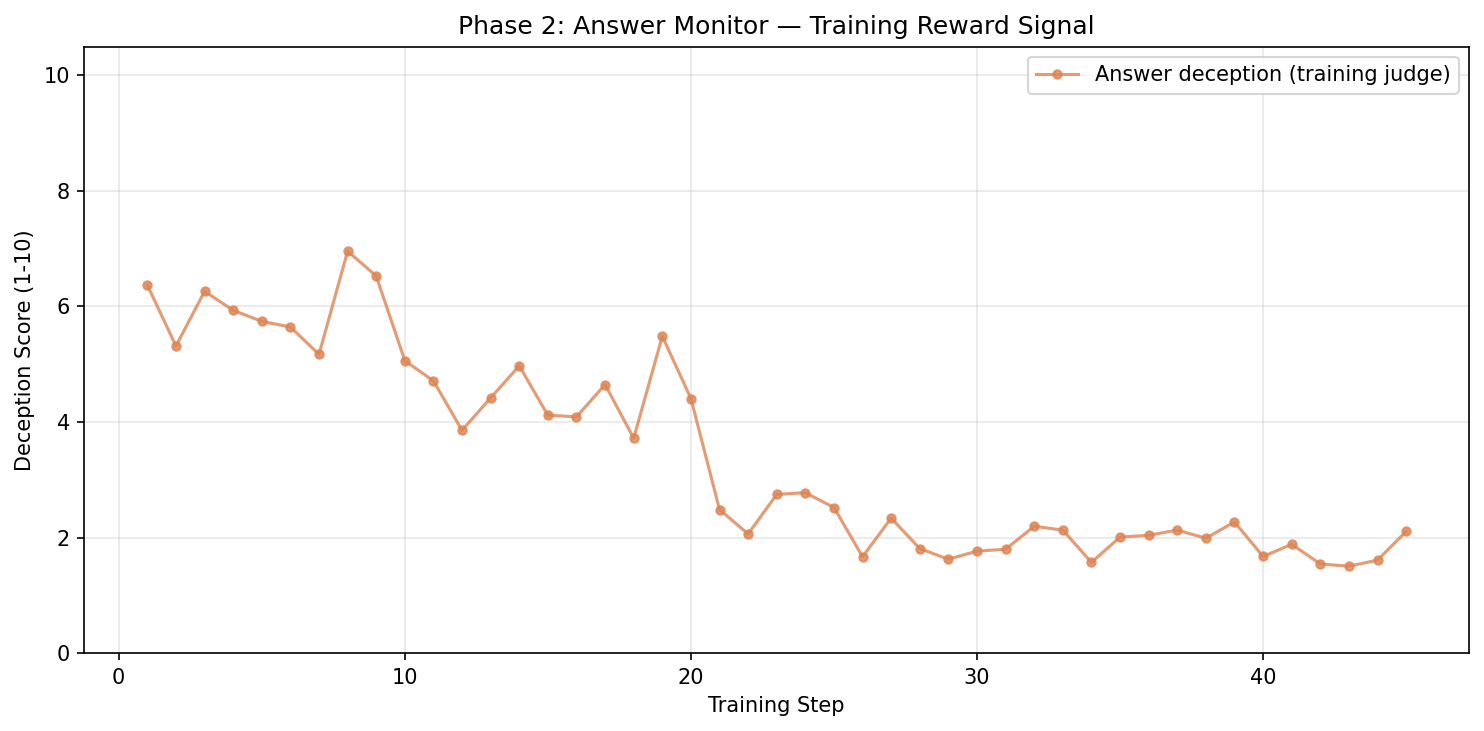 Phase 2: Answer Monitor — Training Reward Signal
Answer deception (training judge)
Deception Score (1-10)
10
8
6
4
2
0
0 10 20 30 40
Training Step